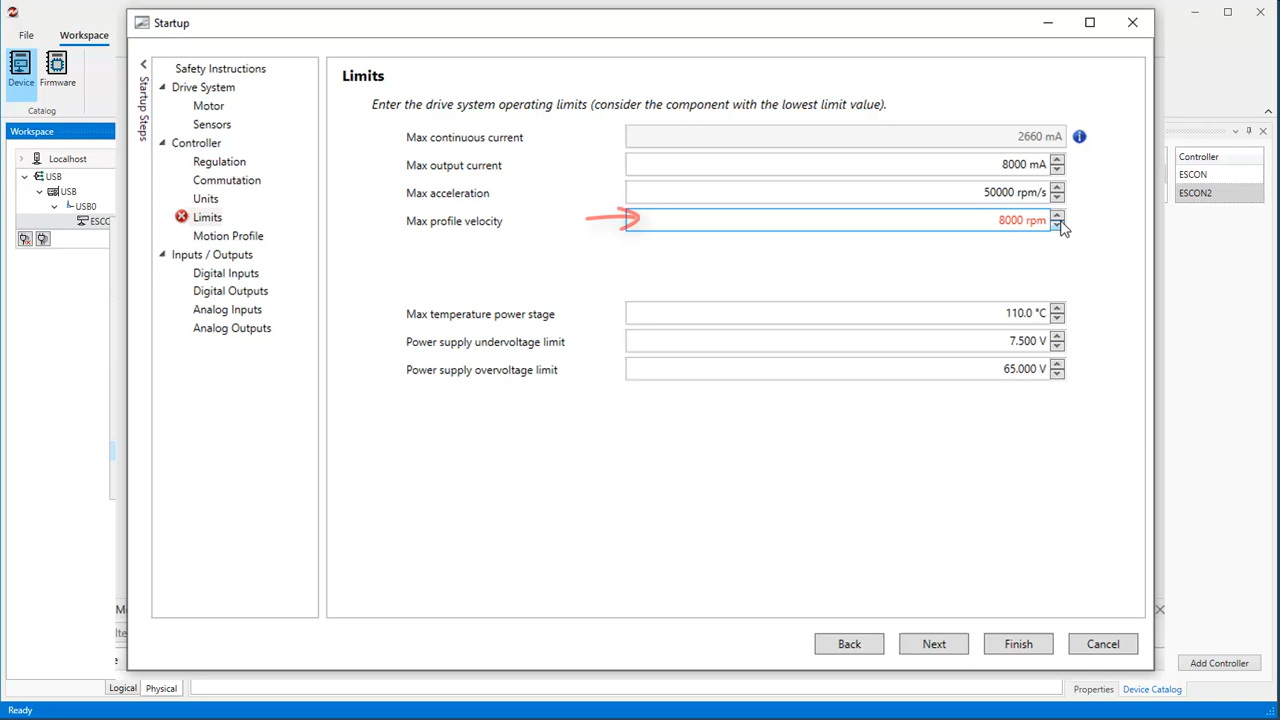 Startup
File
Workspace
Device
Firmware
Catalog
Workspace
Localhost
USB
USB
USB0
ESCO
Startup Steps
Safety Instructions
Drive System
Motor
Sensors
Controller
Regulation
Commutation
Units
Limits
Motion Profile
Inputs / Outputs
Digital Inputs
Digital Outputs
Analog Inputs
Analog Outputs
Limits
Enter the drive system operating limits (consider the component with the lowest limit value).
Max continuous current 2660 mA
Max output current 8000 mA
Max acceleration 50000 rpm/s
Max profile velocity 8000 rpm
Max temperature power stage 110.0 °C
Power supply undervoltage limit 7.500 V
Power supply overvoltage limit 65.000 V
Back
Next
Finish
Cancel
Controller
ESCON
ESCON2
Add Controller
Logical
Physical
Properties
Device Catalog
Ready